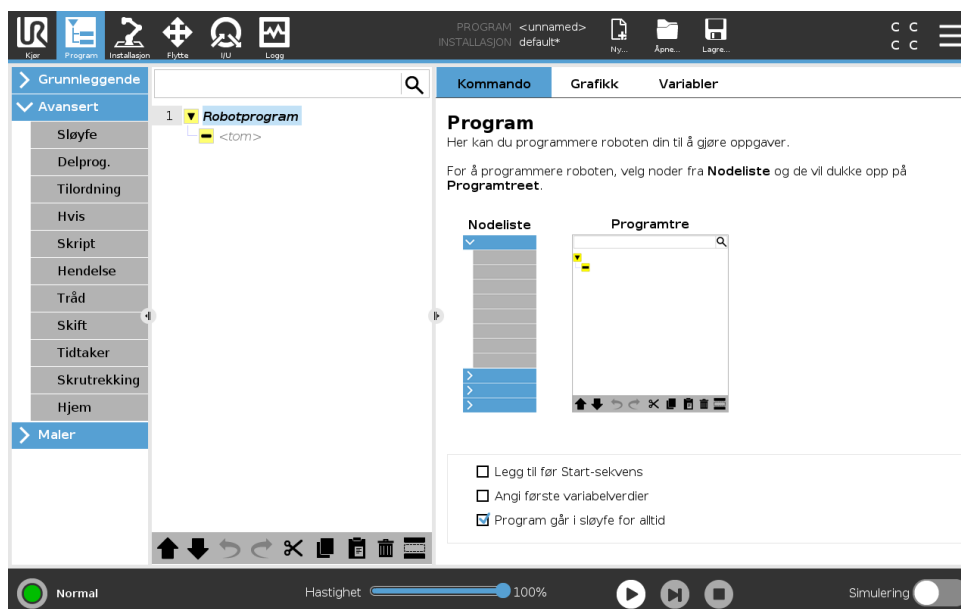 UR
PROGRAM <unnamed>
INSTALLASJON default*
Kjør Program Installasjon Flytte I/U Logg
Ny... Åpne... Lagre...
C C
C C
Grunnleggende
Avansert
Sløyfe
Delprog.
Tilordning
Hvis
Skript
Hendelse
Tråd
Skift
Tidtaker
Skrutrekking
Hjem
Maler
1 Robotprogram
<tom>
Kommando Grafikk Variabler
Program
Her kan du programmere roboten din til å gjøre oppgaver.
For å programmere roboten, velg noder fra Nodeliste og de vil dukke opp på
Programtreet.
Nodeliste Programtre
Legg til før Start-sekvens
Angi første variabelverdier
Program går i sløyfe for alltid
Normal Hastighet 100% Simulering